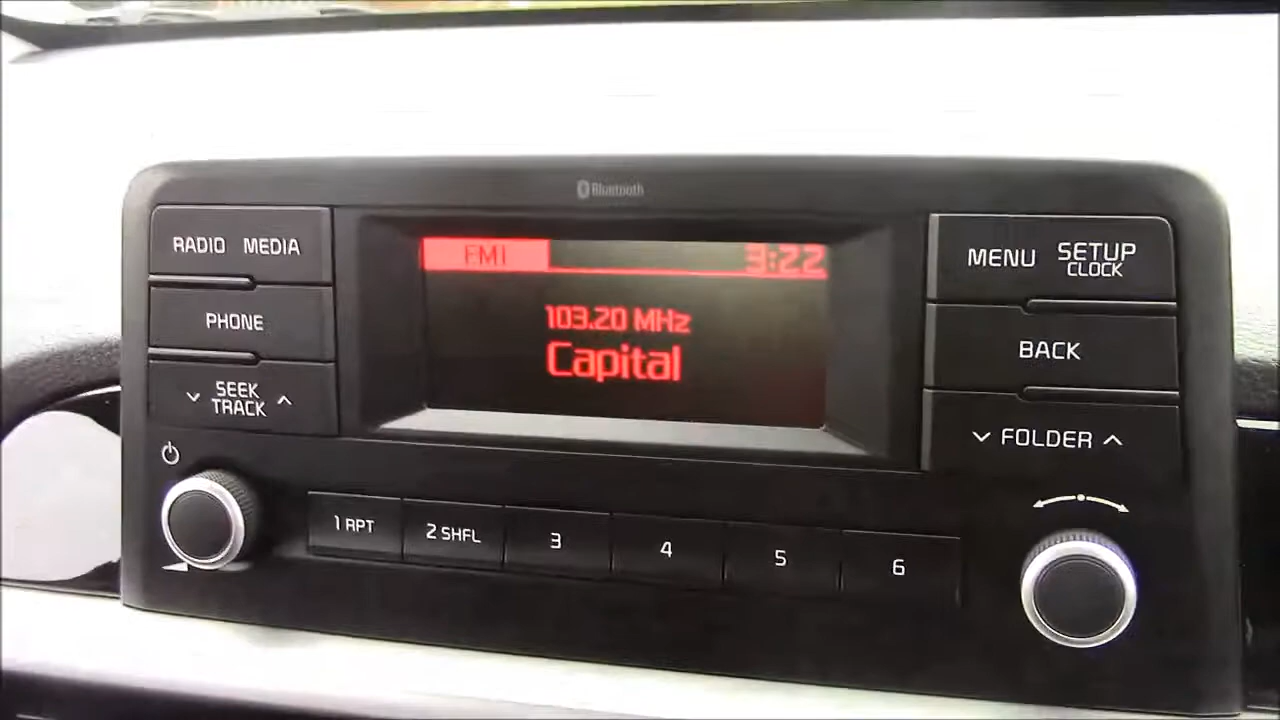 Bluetooth
RADIO MEDIA
PHONE
SEEK
TRACK
FM1 3:22
103.20 MHz
Capital
MENU SETUP
CLOCK
BACK
FOLDER
1 RPT 2 SHFL 3 4 5 6